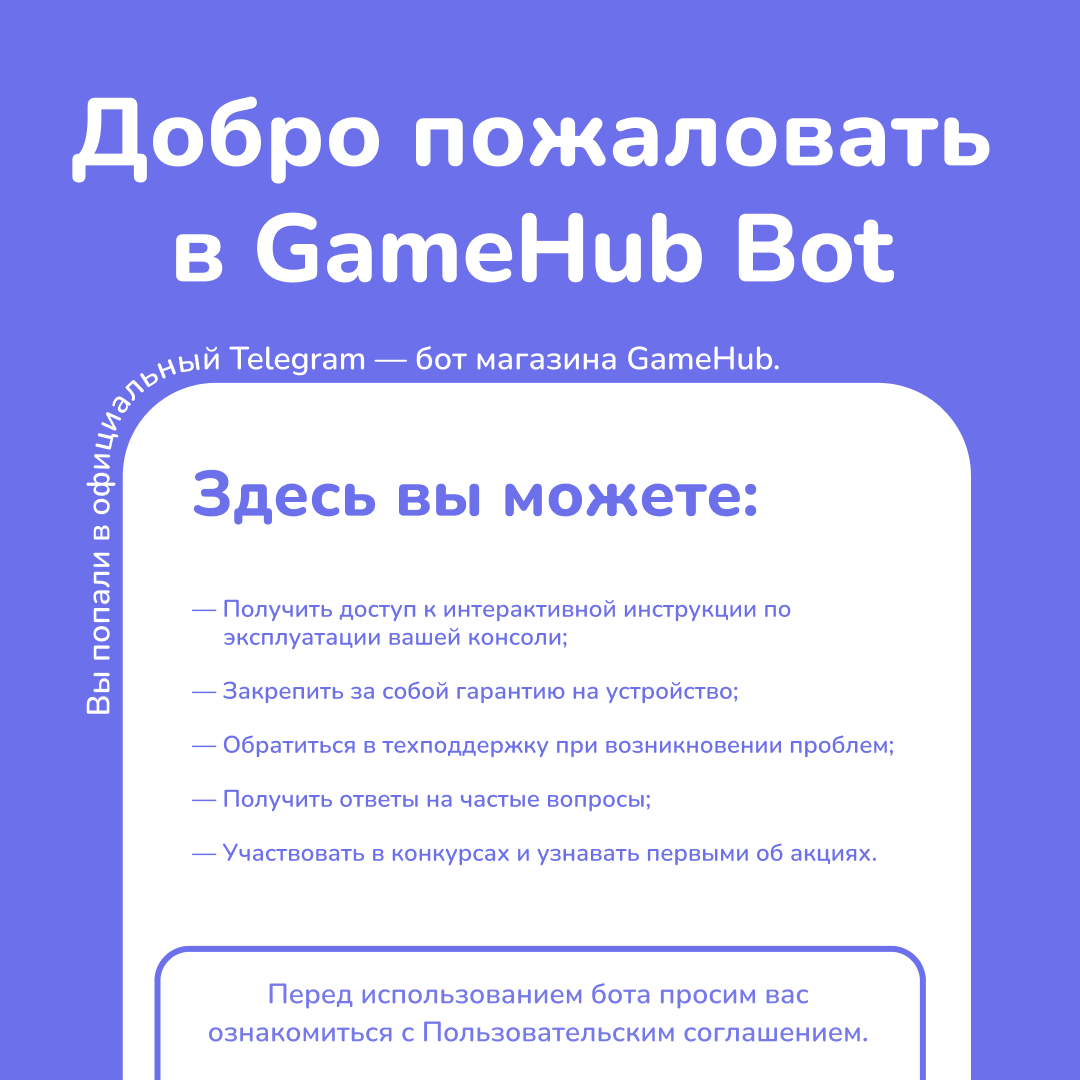 Добро пожаловать
в GameHub Bot
Вы попали в официальный Telegram — бот магазина GameHub.
Здесь вы можете:
— Получить доступ к интерактивной инструкции по
эксплуатации вашей консоли;
— Закрепить за собой гарантию на устройство;
— Обратиться в техподдержку при возникновении проблем;
— Получить ответы на частые вопросы;
— Участвовать в конкурсах и узнавать первыми об акциях.
Перед использованием бота просим вас
ознакомиться с Пользовательским соглашением.